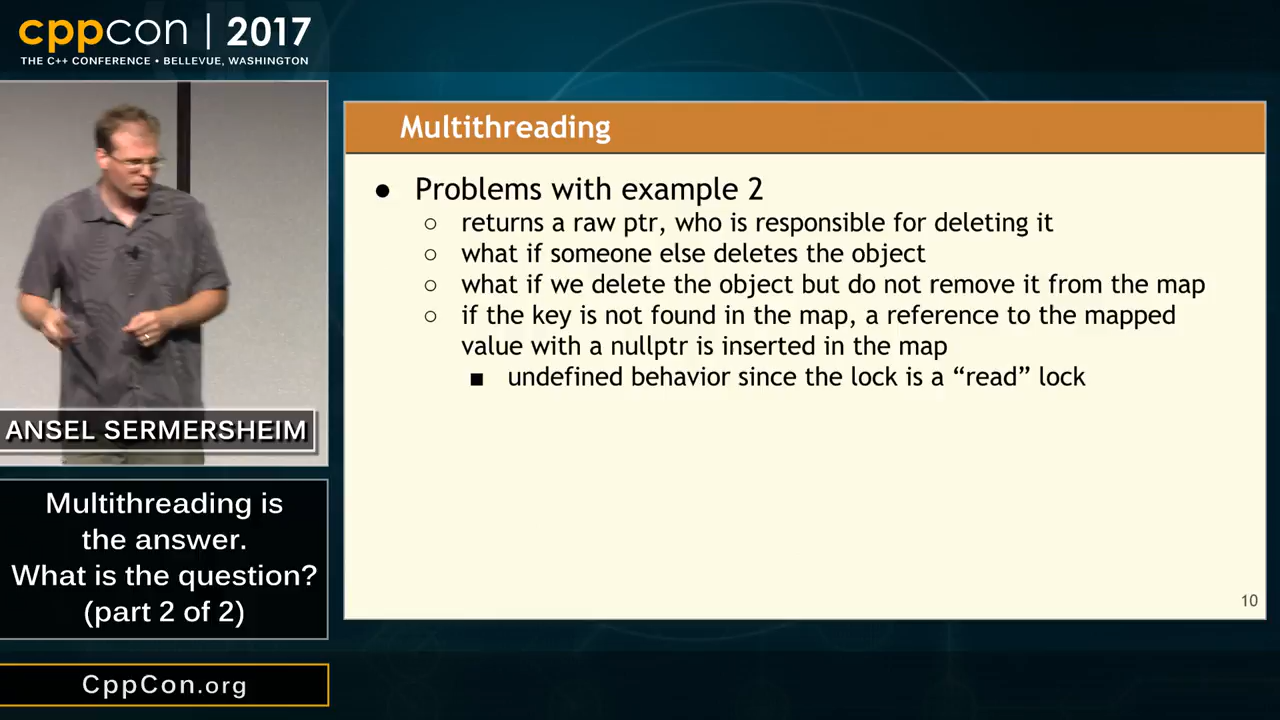 cppcon | 2017
THE C++ CONFERENCE • BELLEVUE, WASHINGTON
ANSEL SERMERSHEIM
Multithreading is
the answer.
What is the question?
(part 2 of 2)
CppCon.org
Multithreading
● Problems with example 2
○ returns a raw ptr, who is responsible for deleting it
○ what if someone else deletes the object
○ what if we delete the object but do not remove it from the map
○ if the key is not found in the map, a reference to the mapped
value with a nullptr is inserted in the map
■ undefined behavior since the lock is a “read” lock
10